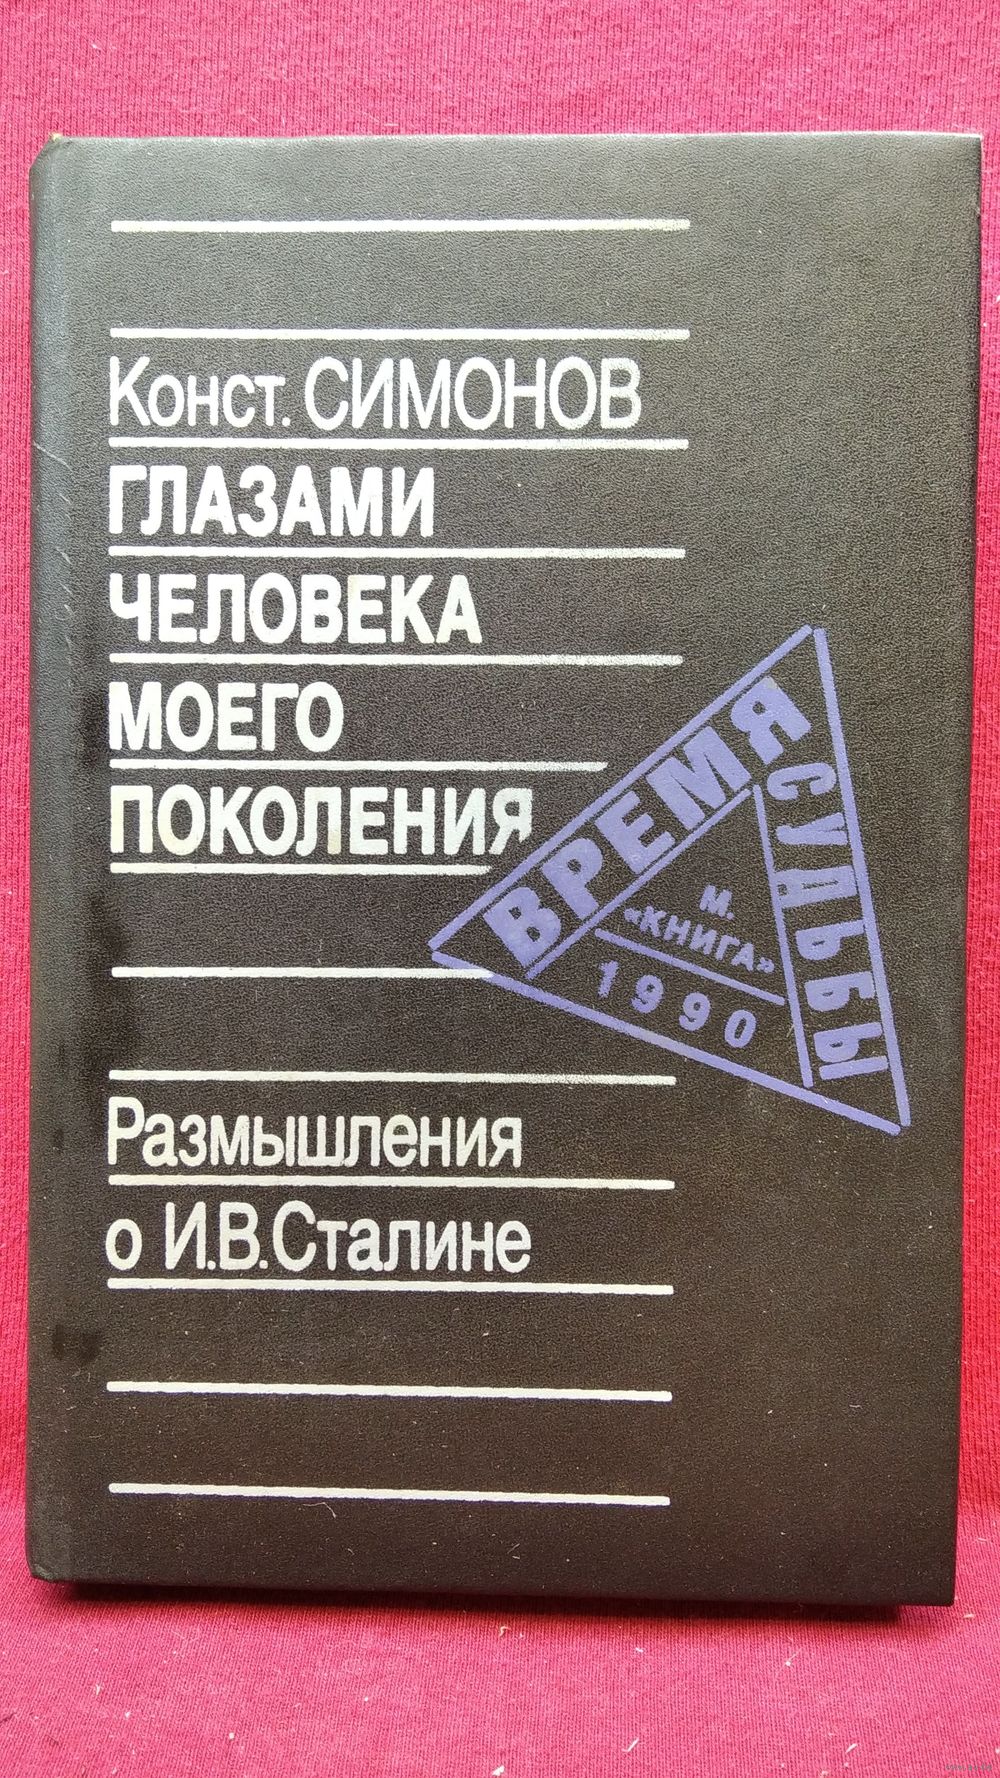 Конст. СИМОНОВ
ГЛАЗАМИ
ЧЕЛОВЕКА
МОЕГО
ПОКОЛЕНИЯ
ВРЕМЯ
СУДЬБЫ
М.
«КНИГА»
1990
Размышления
о И.В.Сталине